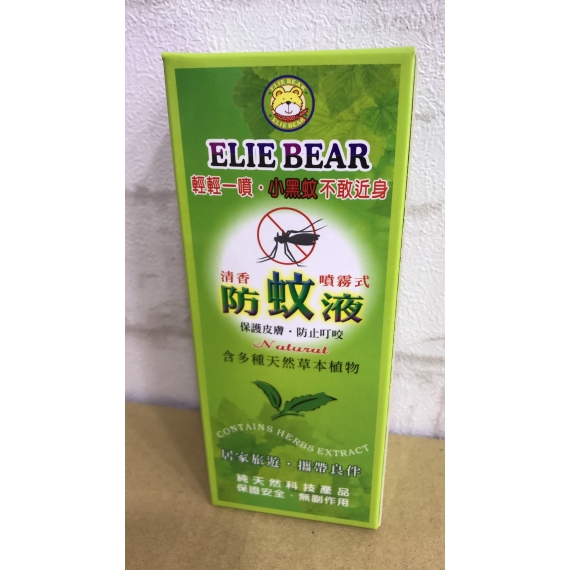 ELIE BEAR
ELIE BEAR
ELIE BEAR
輕輕一噴·小黑蚊不敢近身
清香 噴霧式
防蚊液
保護皮膚·防止叮咬
Natural
含多種天然草本植物
CONTAINS HERBS EXTRACT
居家旅遊·攜帶良伴
純天然科技產品
保證安全·無副作用